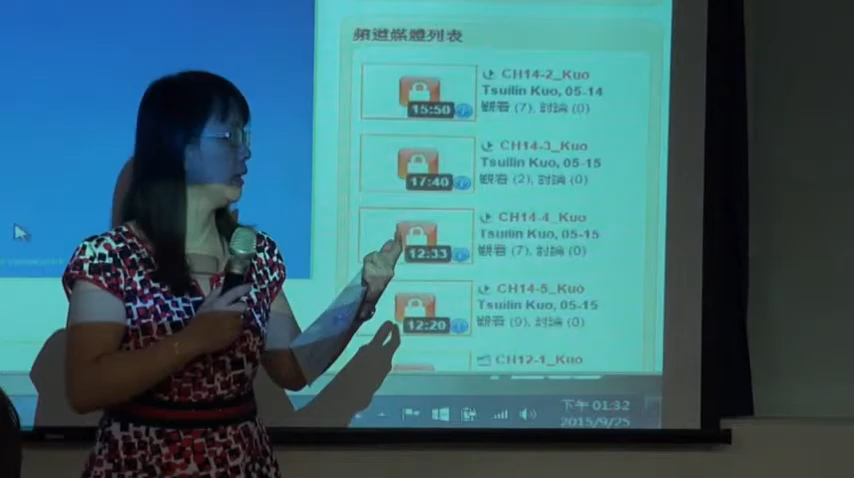 頻道媒體列表
CH14-2_Kuo
Tsuilin Kuo, 05-14
觀看 (7), 討論 (0)
15:50
CH14-3_Kuo
Tsuilin Kuo, 05-15
觀看 (2), 討論 (0)
17:40
CH14-4_Kuo
Tsuilin Kuo, 05-15
觀看 (7), 討論 (0)
12:33
CH14-5_Kuo
Tsuilin Kuo, 05-15
觀看 (9), 討論 (0)
12:20
CH12-1_Kuo
下午 01:32
2015/9/25